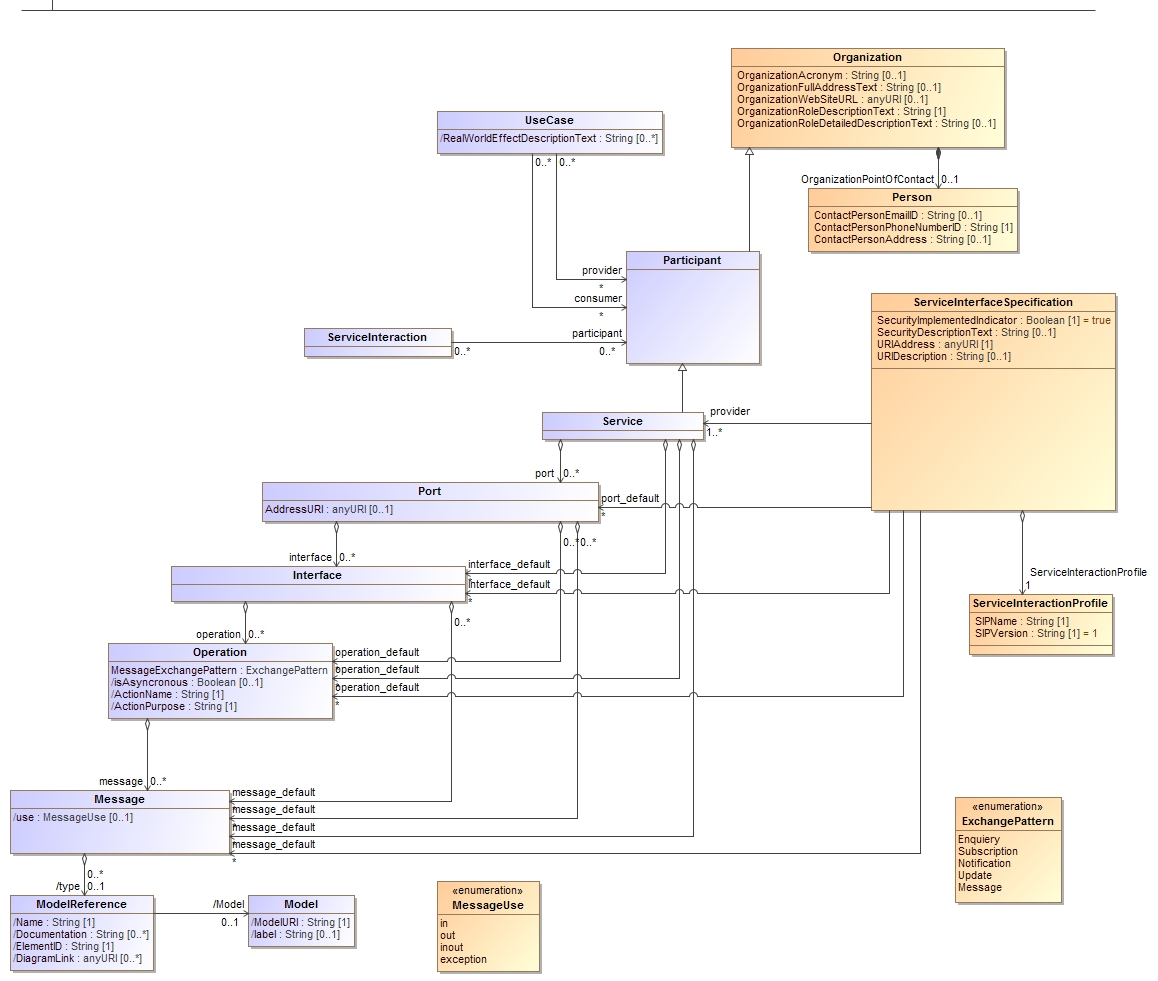 Organization
OrganizationAcronym : String [0..1]
OrganizationFullAddressText : String [0..1]
OrganizationWebSiteURL : anyURI [0..1]
OrganizationRoleDescriptionText : String [1]
OrganizationRoleDetailedDescriptionText : String [0..1]
UseCase
/RealWorldEffectDescriptionText : String [0..*]
0..*
0..*
OrganizationPointOfContact
0..1
Person
ContactPersonEmailID : String [0..1]
ContactPersonPhoneNumberID : String [1]
ContactPersonAddress : String [0..1]
Participant
provider
*
consumer
*
participant
0..*
0..*
ServiceInteraction
ServiceInterfaceSpecification
SecurityImplementedIndicator : Boolean [1] = true
SecurityDescriptionText : String [0..1]
URIAddress : anyURI [1]
URIDescription : String [0..1]
provider
1..*
Service
port
0..*
Port
AddressURI : anyURI [0..1]
port_default
*
0..*
0..*
interface
0..*
interface_default
*
interface_default
*
Interface
ServiceInteractionProfile
1
ServiceInteractionProfile
SIPName : String [1]
SIPVersion : String [1] = 1
0..*
operation
0..*
Operation
MessageExchangePattern : ExchangePattern
/isAsyncronous : Boolean [0..1]
/ActionName : String [1]
/ActionPurpose : String [1]
operation_default
*
operation_default
*
operation_default
*
message
0..*
Message
/use : MessageUse [0..1]
message_default
*
message_default
*
message_default
*
message_default
*
0..*
/type
0..1
ModelReference
/Name : String [1]
/Documentation : String [0..*]
/ElementID : String [1]
/DiagramLink : anyURI [0..*]
/Model
0..1
Model
/ModelURI : String [1]
/label : String [0..1]
«enumeration»
MessageUse
in
out
inout
exception
«enumeration»
ExchangePattern
Enquiery
Subscription
Notification
Update
Message